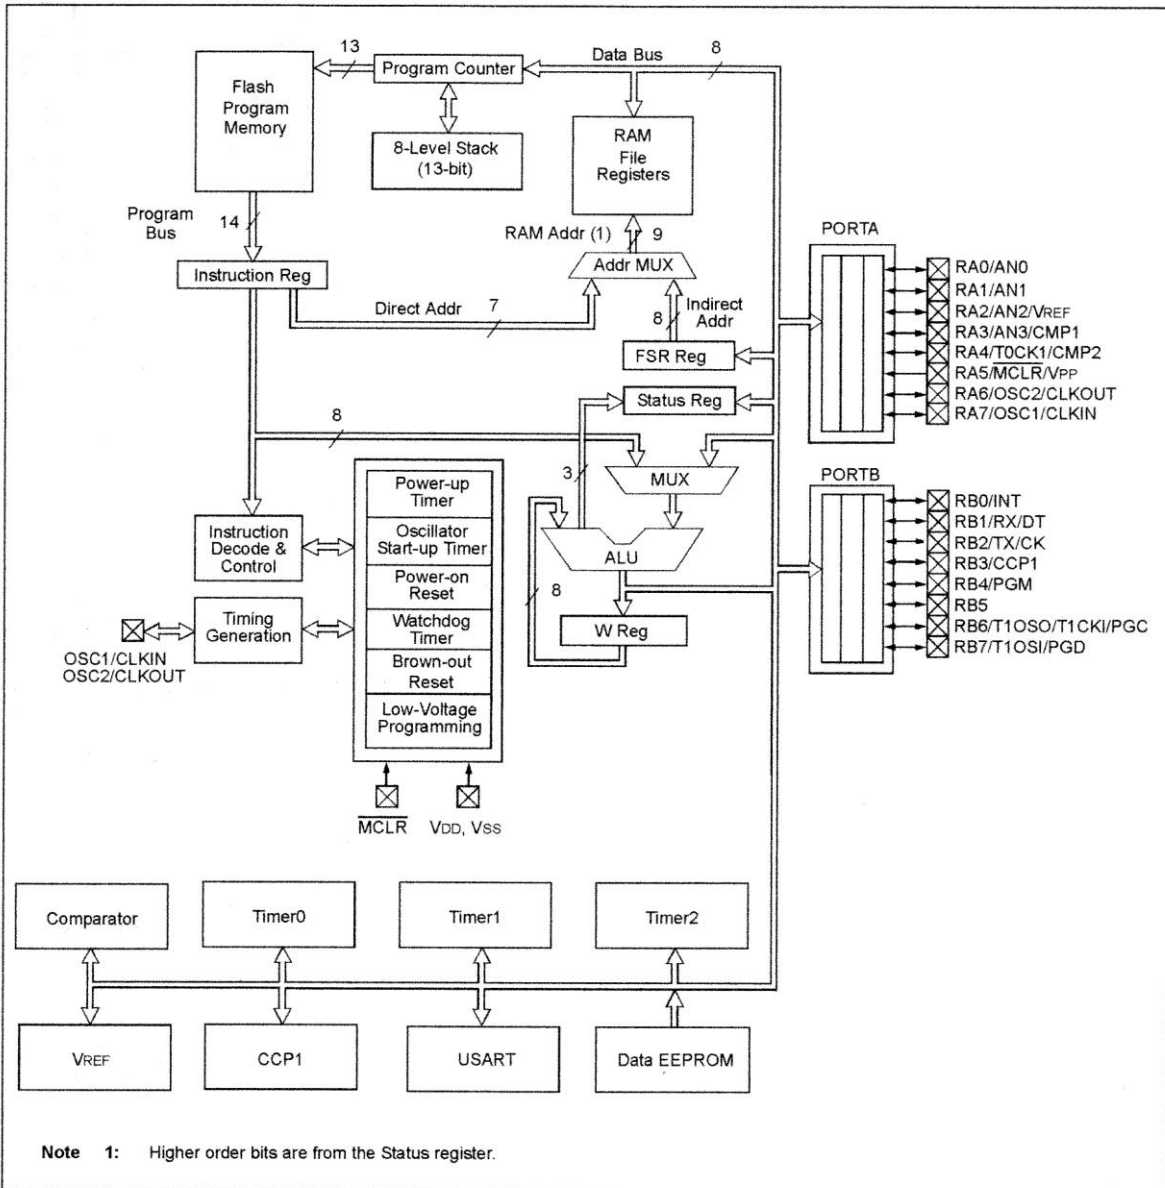 13
Program Counter
Data Bus
8
Flash
Program
Memory
8-Level Stack
(13-bit)
RAM
File
Registers
Program
Bus
14
RAM Addr (1)
9
PORTA
Instruction Reg
Addr MUX
Direct Addr
7
8
Indirect
Addr
FSR Reg
Status Reg
RA0/AN0
RA1/AN1
RA2/AN2/VREF
RA3/AN3/CMP1
RA4/T0CK1/CMP2
RA5/MCLR/VPP
RA6/OSC2/CLKOUT
RA7/OSC1/CLKIN
8
3
MUX
PORTB
Power-up
Timer
Oscillator
Start-up Timer
Power-on
Reset
Watchdog
Timer
Brown-out
Reset
Low-Voltage
Programming
Instruction
Decode &
Control
ALU
8
W Reg
Timing
Generation
OSC1/CLKIN
OSC2/CLKOUT
RB0/INT
RB1/RX/DT
RB2/TX/CK
RB3/CCP1
RB4/PGM
RB5
RB6/T1OSO/T1CKI/PGC
RB7/T1OSI/PGD
MCLR
VDD, VSS
Comparator
Timer0
Timer1
Timer2
VREF
CCP1
USART
Data EEPROM
Note 1: Higher order bits are from the Status register.